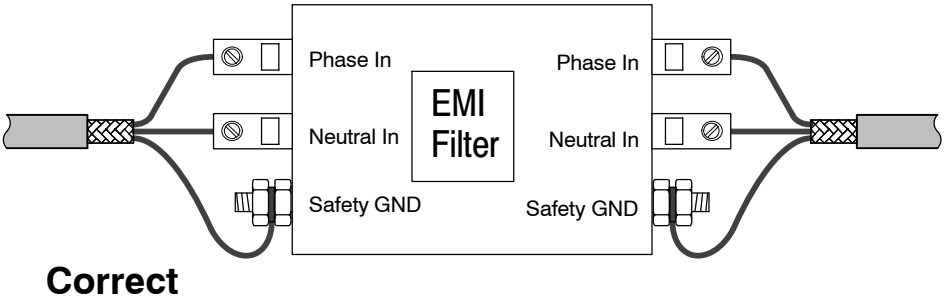 Phase In
Phase In
EMI
Filter
Neutral In
Neutral In
Safety GND
Safety GND
Correct